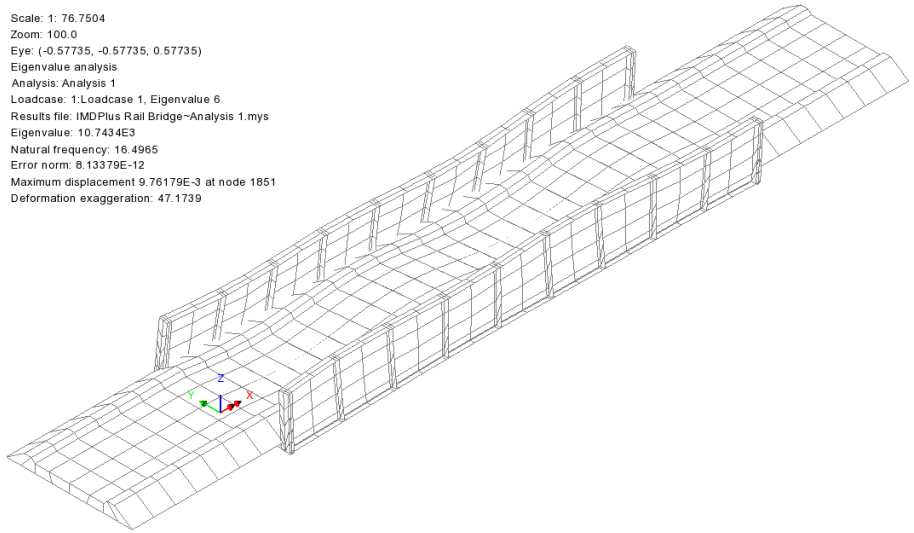 Scale: 1: 76.7504
Zoom: 100.0
Eye: (-0.57735, -0.57735, 0.57735)
Eigenvalue analysis
Analysis: Analysis 1
Loadcase: 1:Loadcase 1, Eigenvalue 6
Results file: IMDPlus Rail Bridge~Analysis 1.mys
Eigenvalue: 10.7434E3
Natural frequency: 16.4965
Error norm: 8.13379E-12
Maximum displacement 9.76179E-3 at node 1851
Deformation exaggeration: 47.1739
Z
Y
X